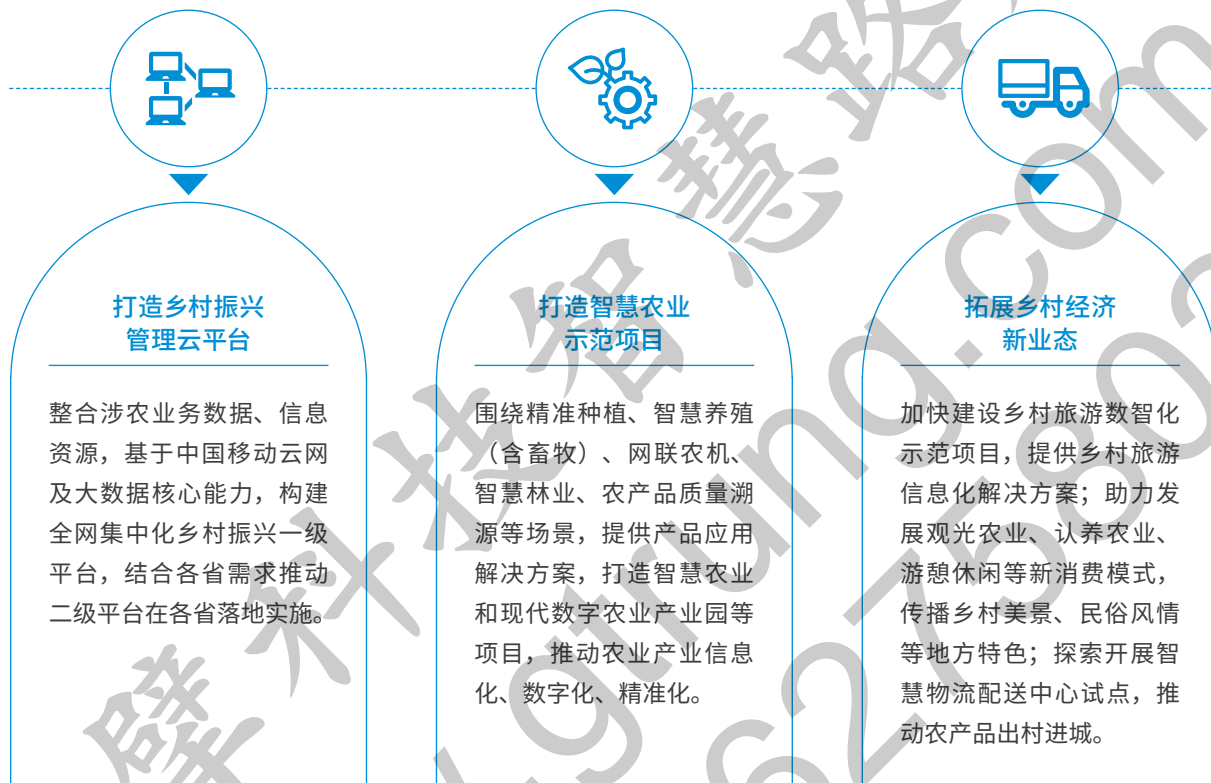 打造乡村振兴
管理云平台
整合涉农业务数据、信息
资源，基于中国移动云网
及大数据核心能力，构建
全网集中化乡村振兴一级
平台，结合各省需求推动
二级平台在各省落地实施。
打造智慧农业
示范项目
围绕精准种植、智慧养殖
（含畜牧）、网联农机、
智慧林业、农产品质量溯
源等场景，提供产品应用
解决方案，打造智慧农业
和现代数字农业产业园等
项目，推动农业产业信息
化、数字化、精准化。
拓展乡村经济
新业态
加快建设乡村旅游数智化
示范项目，提供乡村旅游
信息化解决方案；助力发
展观光农业、认养农业、
游憩休闲等新消费模式，
传播乡村美景、民俗风情
等地方特色；探索开展智
慧物流配送中心试点，推
动农产品出村进城。
擘科技智慧路
.gtrung.com